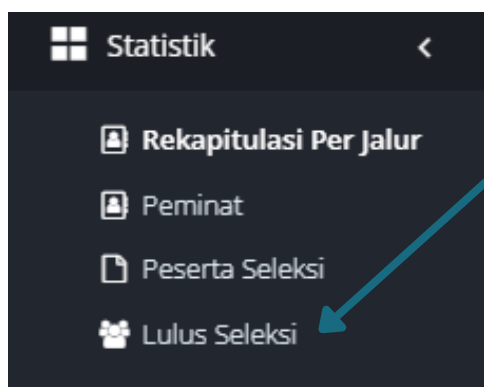 Statistik
Rekapitulasi Per Jalur
Peminat
Peserta Seleksi
Lulus Seleksi